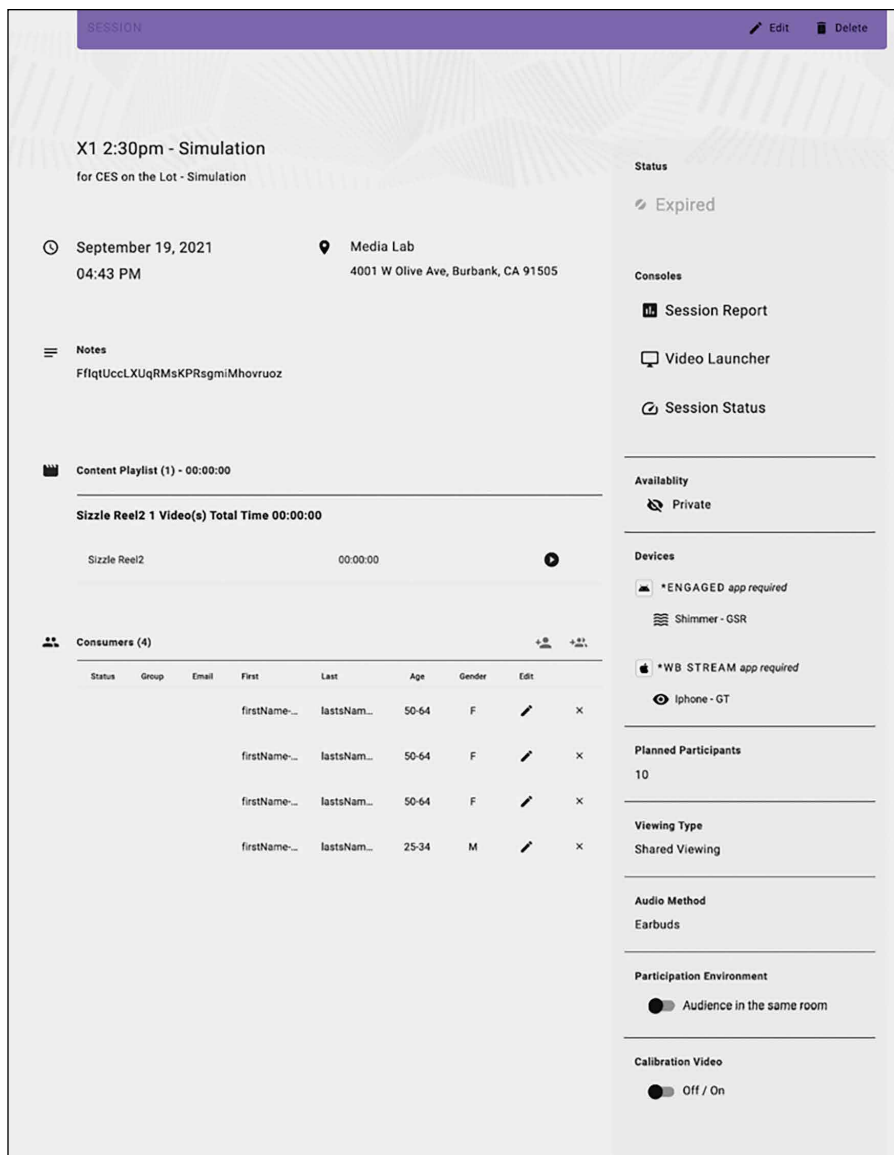 SESSION
Edit Delete
X1 2:30pm - Simulation
for CES on the Lot - Simulation
September 19, 2021
04:43 PM
Media Lab
4001 W Olive Ave, Burbank, CA 91505
Notes
FflqtUccLXUqRMsKPRsgmiMhovruoz
Content Playlist (1) - 00:00:00
Sizzle Reel2 1 Video(s) Total Time 00:00:00
Sizzle Reel2 00:00:00
Consumers (4)
Status Group Email First Last Age Gender Edit
firstName-... lastsNam... 50-64 F
firstName-... lastsNam... 50-64 F
firstName-... lastsNam... 50-64 F
firstName-... lastsNam... 25-34 M
Status
Expired
Consoles
Session Report
Video Launcher
Session Status
Availablity
Private
Devices
*ENGAGED app required
Shimmer - GSR
*WB STREAM app required
Iphone - GT
Planned Participants
10
Viewing Type
Shared Viewing
Audio Method
Earbuds
Participation Environment
Audience in the same room
Calibration Video
Off / On